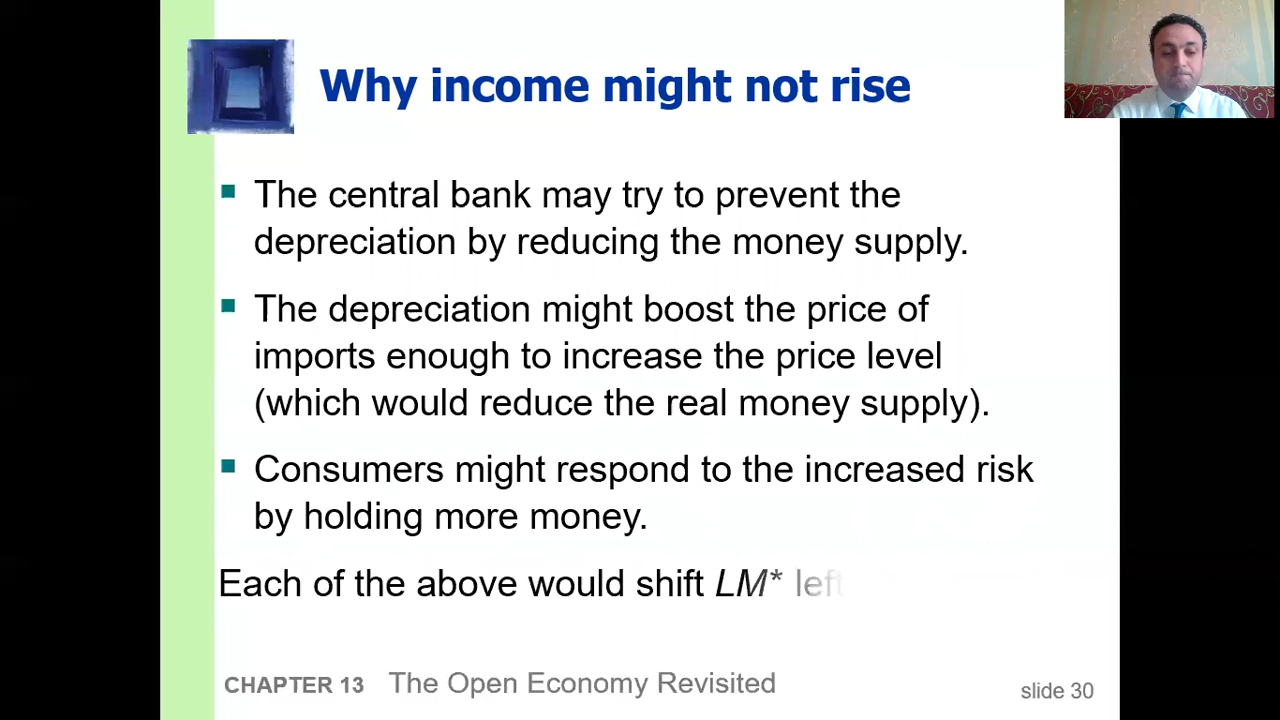 Why income might not rise
The central bank may try to prevent the
depreciation by reducing the money supply.
The depreciation might boost the price of
imports enough to increase the price level
(which would reduce the real money supply).
Consumers might respond to the increased risk
by holding more money.
Each of the above would shift LM* left
CHAPTER 13 The Open Economy Revisited
slide 30